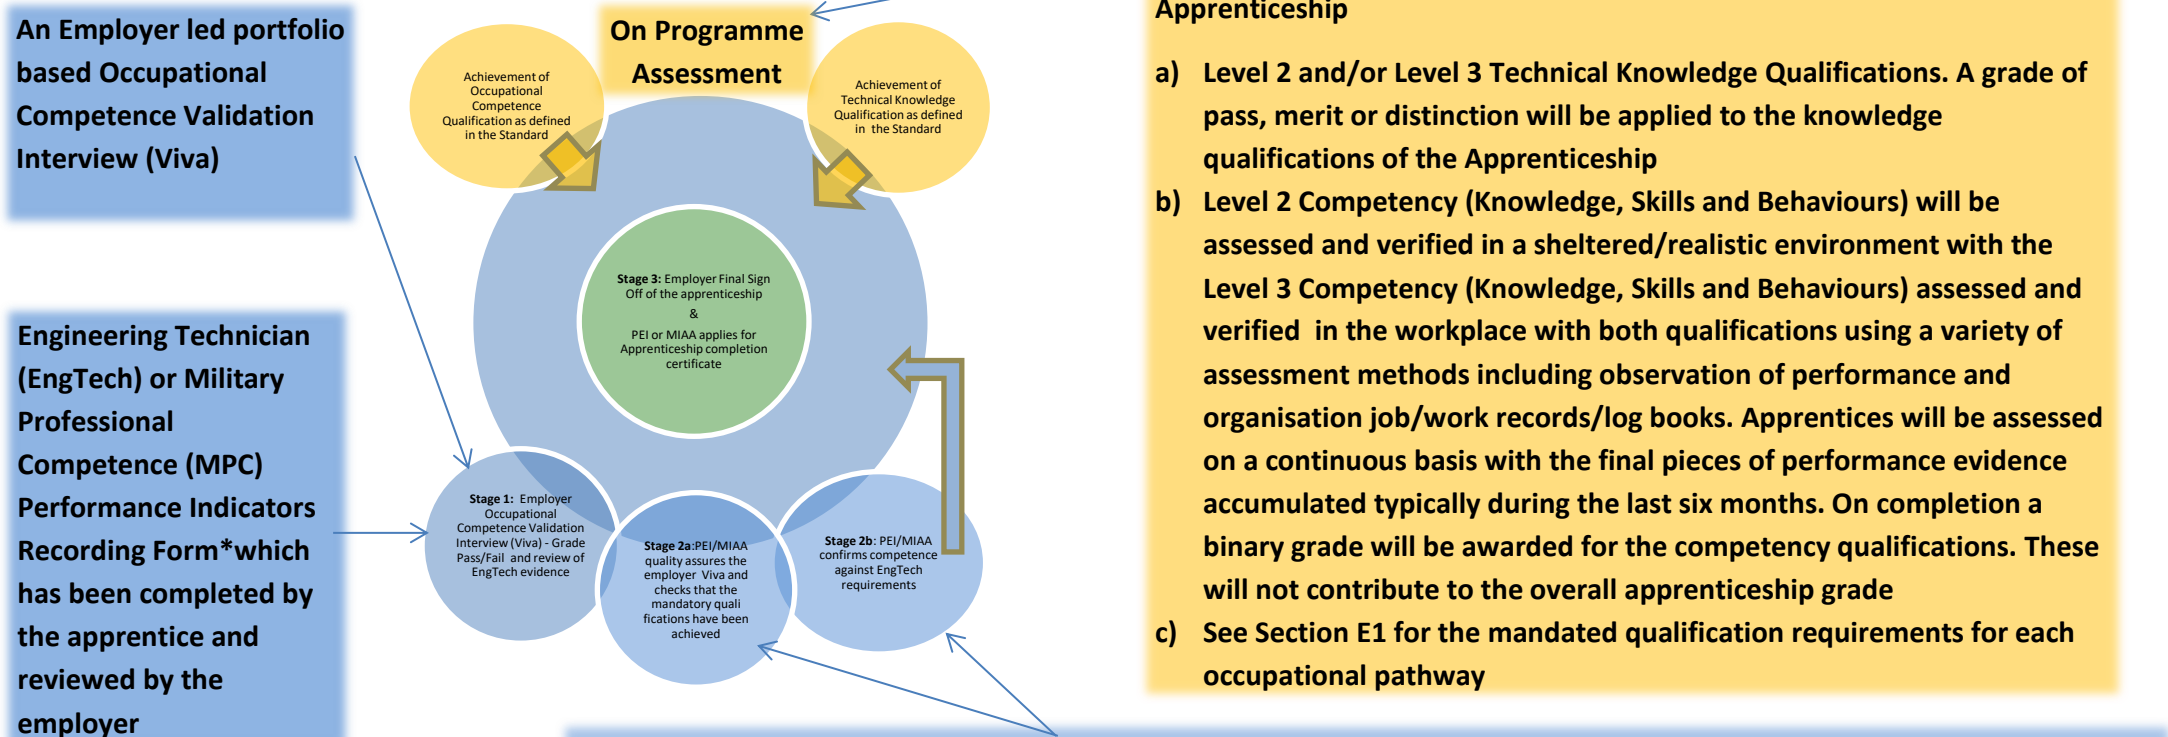 An Employer led portfolio
based Occupational
Competence Validation
Interview (Viva)
Engineering Technician
(EngTech) or Military
Professional
Competence (MPC)
Performance Indicators
Recording Form*which
has been completed by
the apprentice and
reviewed by the
employer
On Programme
Assessment
Achievement of
Occupational
Competence
Qualification as defined
in the Standard
Achievement of
Technical Knowledge
Qualification as defined
in the Standard
Stage 3: Employer Final Sign
Off of the apprenticeship
&
PEI or MIAA applies for
Apprenticeship completion
certificate
Stage 1: Employer
Occupational
Competence Validation
Interview (Viva) - Grade
Pass/Fail and review of
EngTech evidence
Stage 2a:PEI/MIAA
quality assures the
employer Viva and
checks that the
mandatory quali
fications have been
achieved
Stage 2b: PEI/MIAA
confirms competence
against EngTech
requirements
Apprenticeship
a) Level 2 and/or Level 3 Technical Knowledge Qualifications. A grade of
pass, merit or distinction will be applied to the knowledge
qualifications of the Apprenticeship
b) Level 2 Competency (Knowledge, Skills and Behaviours) will be
assessed and verified in a sheltered/realistic environment with the
Level 3 Competency (Knowledge, Skills and Behaviours) assessed and
verified in the workplace with both qualifications using a variety of
assessment methods including observation of performance and
organisation job/work records/log books. Apprentices will be assessed
on a continuous basis with the final pieces of performance evidence
accumulated typically during the last six months. On completion a
binary grade will be awarded for the competency qualifications. These
will not contribute to the overall apprenticeship grade
c) See Section E1 for the mandated qualification requirements for each
occupational pathway